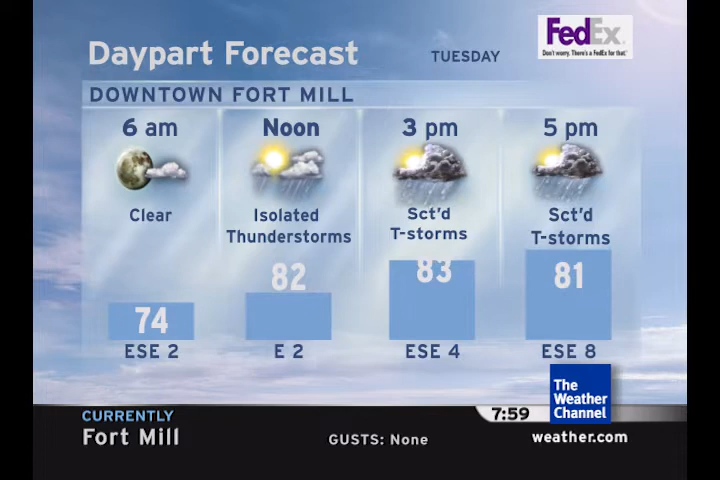 FedEx
Don't worry. There's a FedEx for that.
Daypart Forecast
TUESDAY
DOWNTOWN FORT MILL
6 am Noon 3 pm 5 pm
Clear
Isolated
Thunderstorms
Sct'd
T-storms
Sct'd
T-storms
74 82 83 81
ESE 2 E 2 ESE 4 ESE 8
The
Weather
Channel
CURRENTLY
7:59
Fort Mill
GUSTS: None
weather.com